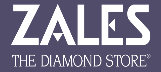 ZALES
THE DIAMOND STORE®